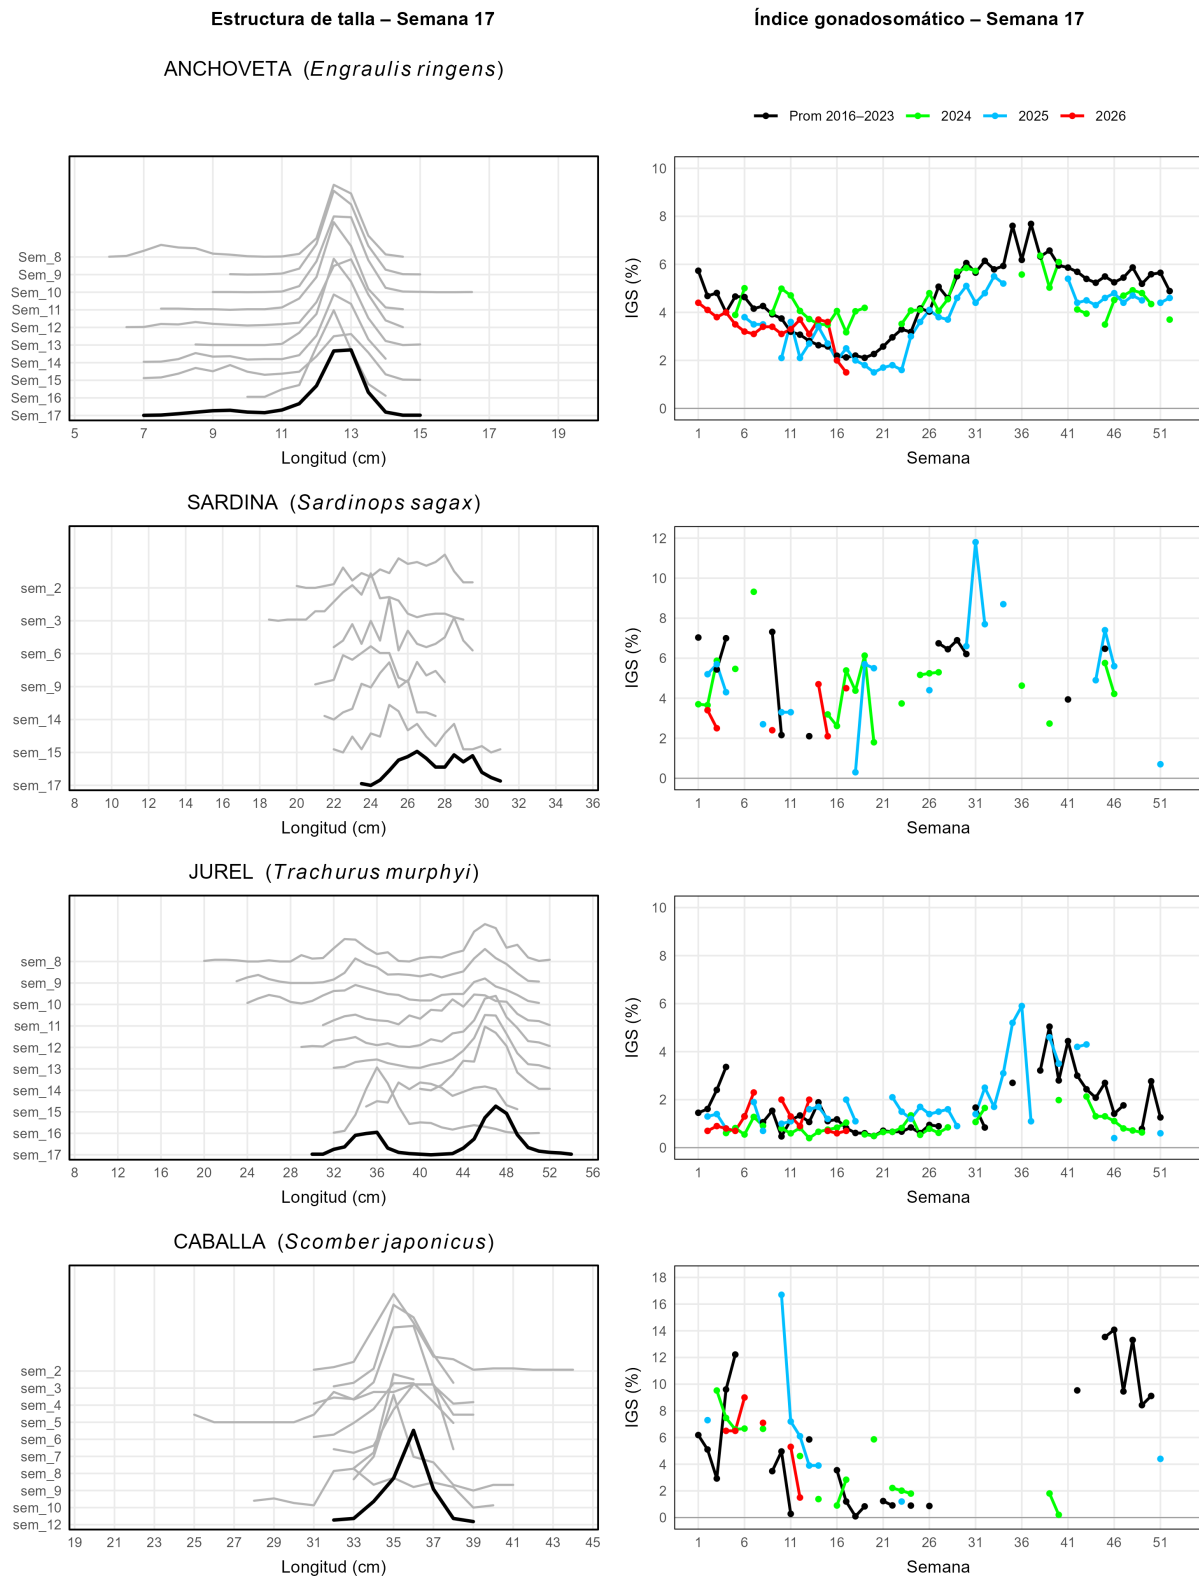 Estructura de talla – Semana 17
Índice gonadosomático – Semana 17
ANCHOVETA (Engraulis ringens)
Prom 2016–2023 2024 2025 2026
Sem_8
Sem_9
Sem_10
Sem_11
Sem_12
Sem_13
Sem_14
Sem_15
Sem_16
Sem_17
5 7 9 11 13 15 17 19
Longitud (cm)
IGS (%)
10
8
6
4
2
0
1 6 11 16 21 26 31 36 41 46 51
Semana
SARDINA (Sardinops sagax)
sem_2
sem_3
sem_6
sem_9
sem_14
sem_15
sem_17
8 10 12 14 16 18 20 22 24 26 28 30 32 34 36
Longitud (cm)
IGS (%)
12
10
8
6
4
2
0
1 6 11 16 21 26 31 36 41 46 51
Semana
JUREL (Trachurus murphyi)
sem_8
sem_9
sem_10
sem_11
sem_12
sem_13
sem_14
sem_15
sem_16
sem_17
8 12 16 20 24 28 32 36 40 44 48 52 56
Longitud (cm)
IGS (%)
10
8
6
4
2
0
1 6 11 16 21 26 31 36 41 46 51
Semana
CABALLA (Scomber japonicus)
sem_2
sem_3
sem_4
sem_5
sem_6
sem_7
sem_8
sem_9
sem_10
sem_12
19 21 23 25 27 29 31 33 35 37 39 41 43 45
Longitud (cm)
IGS (%)
18
16
14
12
10
8
6
4
2
0
1 6 11 16 21 26 31 36 41 46 51
Semana